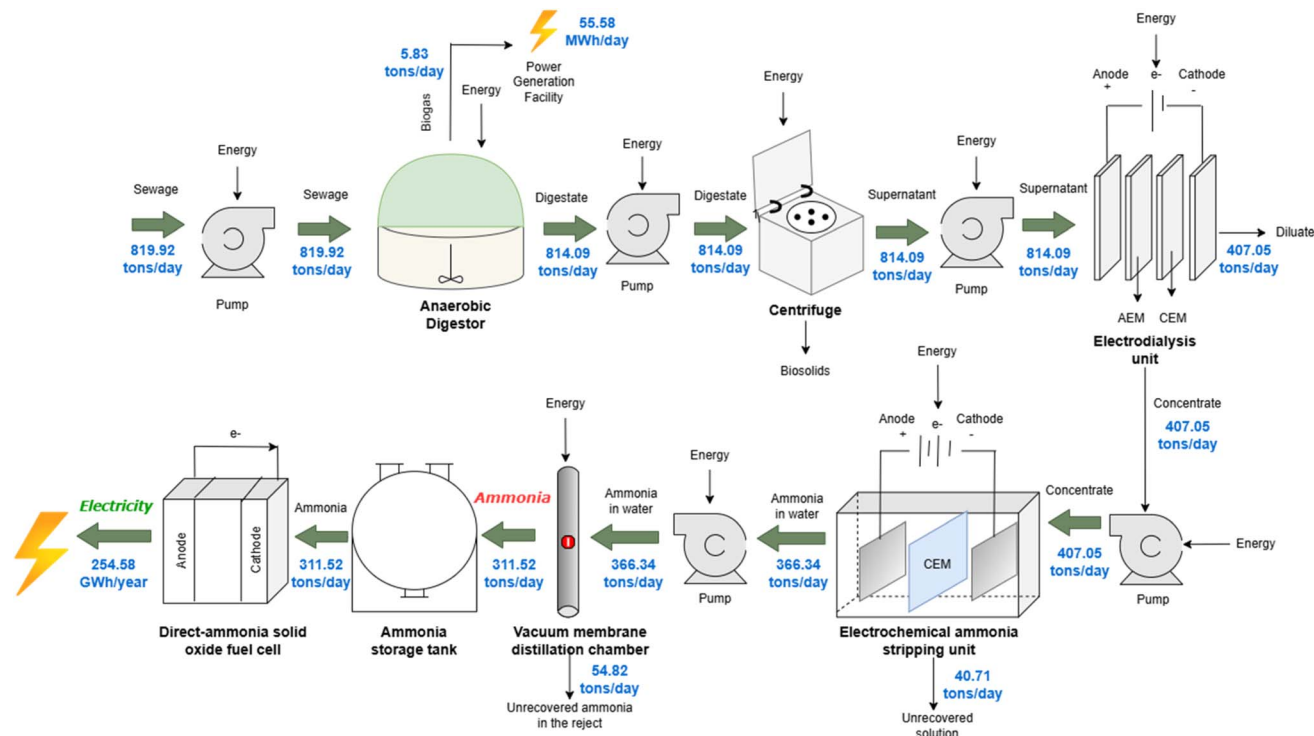 55.58
MWh/day
5.83
tons/day
Power
Generation
Facility
Energy
Biogas
Energy
Energy
Anode
+
e-
Cathode
-
Energy
Sewage
819.92
tons/day
Pump
Sewage
819.92
tons/day
Anaerobic
Digestor
Energy
Digestate
814.09
tons/day
Pump
Digestate
814.09
tons/day
Centrifuge
Biosolids
Energy
Supernatant
814.09
tons/day
Pump
Supernatant
814.09
tons/day
Diluate
407.05
tons/day
AEM
CEM
Electrodialysis
unit
Concentrate
407.05
tons/day
Energy
Pump
Concentrate
407.05
tons/day
Energy
Anode
+
e-
Cathode
-
CEM
Electrochemical ammonia
stripping unit
40.71
tons/day
Unrecovered
solution
Ammonia
in water
366.34
tons/day
Energy
Pump
Ammonia
in water
366.34
tons/day
Energy
Vacuum membrane
distillation chamber
54.82
tons/day
Unrecovered ammonia
in the reject
Ammonia
311.52
tons/day
Ammonia
storage tank
Ammonia
311.52
tons/day
e-
Anode
Cathode
Direct-ammonia solid
oxide fuel cell
Electricity
254.58
GWh/year